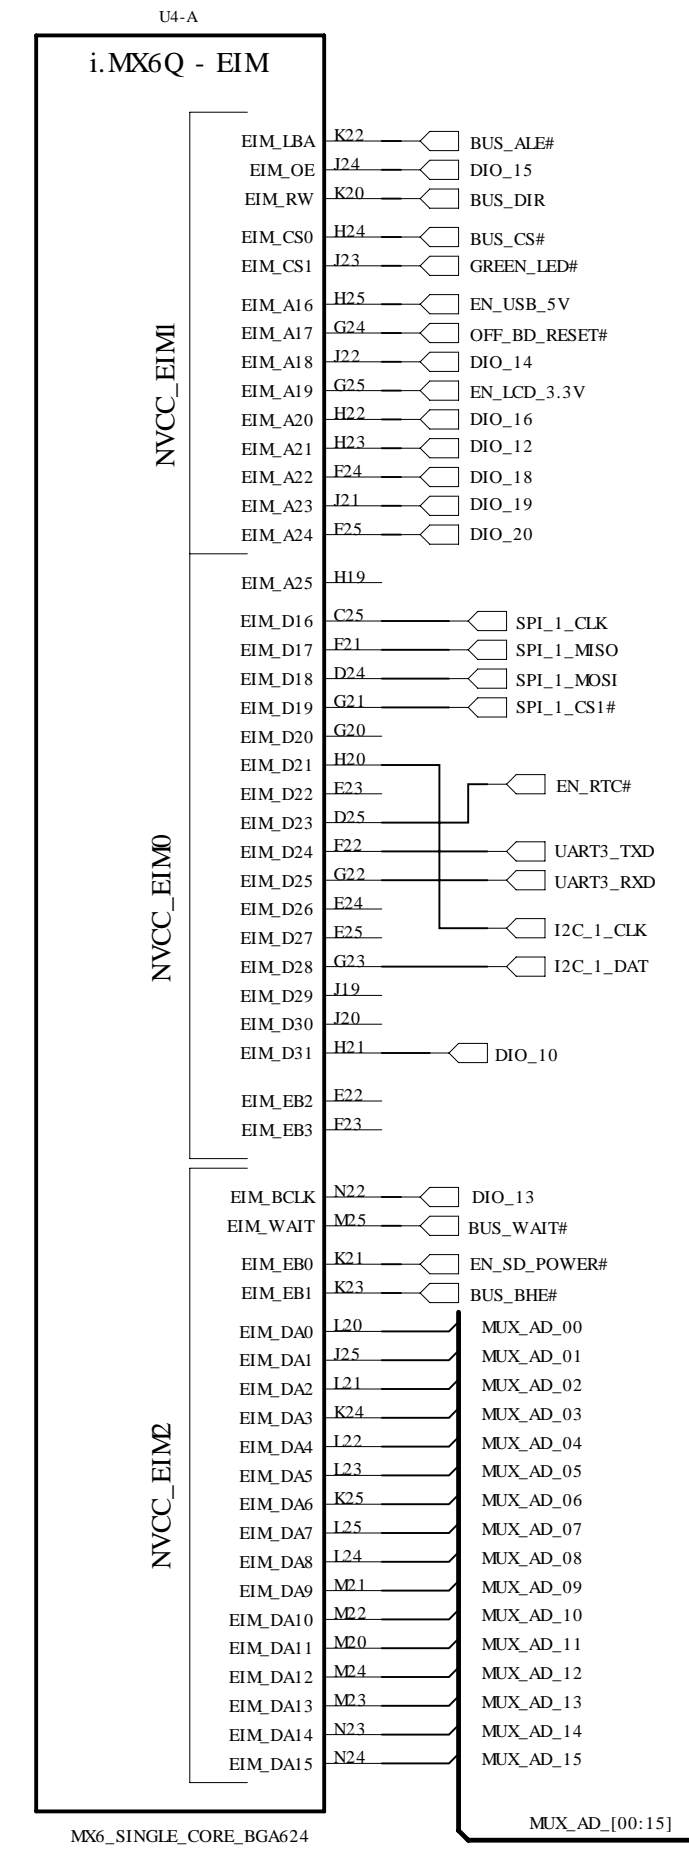 U4-A
i.MX6Q - EIM
NVCC_EIM1
EIM_LBA K22 BUS_ALE#
EIM_OE J24 DIO_15
EIM_RW K20 BUS_DIR
EIM_CS0 H24 BUS_CS#
EIM_CS1 J23 GREEN_LED#
EIM_A16 H25 EN_USB_5V
EIM_A17 G24 OFF_BD_RESET#
EIM_A18 J22 DIO_14
EIM_A19 G25 EN_LCD_3.3V
EIM_A20 H22 DIO_16
EIM_A21 H23 DIO_12
EIM_A22 F24 DIO_18
EIM_A23 J21 DIO_19
EIM_A24 F25 DIO_20
NVCC_EIM0
EIM_A25 H19
EIM_D16 C25 SPI_1_CLK
EIM_D17 F21 SPI_1_MISO
EIM_D18 D24 SPI_1_MOSI
EIM_D19 G21 SPI_1_CS1#
EIM_D20 G20
EIM_D21 H20
EIM_D22 E23 EN_RTC#
EIM_D23 D25
EIM_D24 F22 UART3_TXD
EIM_D25 G22 UART3_RXD
EIM_D26 E24
EIM_D27 E25 I2C_1_CLK
EIM_D28 G23 I2C_1_DAT
EIM_D29 J19
EIM_D30 J20
EIM_D31 H21 DIO_10
EIM_EB2 E22
EIM_EB3 F23
NVCC_EIM2
EIM_BCLK N22 DIO_13
EIM_WAIT M25 BUS_WAIT#
EIM_EB0 K21 EN_SD_POWER#
EIM_EB1 K23 BUS_BHE#
EIM_DA0 L20 MUX_AD_00
EIM_DA1 J25 MUX_AD_01
EIM_DA2 L21 MUX_AD_02
EIM_DA3 K24 MUX_AD_03
EIM_DA4 L22 MUX_AD_04
EIM_DA5 L23 MUX_AD_05
EIM_DA6 K25 MUX_AD_06
EIM_DA7 L25 MUX_AD_07
EIM_DA8 L24 MUX_AD_08
EIM_DA9 M21 MUX_AD_09
EIM_DA10 M22 MUX_AD_10
EIM_DA11 M20 MUX_AD_11
EIM_DA12 M24 MUX_AD_12
EIM_DA13 M23 MUX_AD_13
EIM_DA14 N23 MUX_AD_14
EIM_DA15 N24 MUX_AD_15
MUX_AD_[00:15]
MX6_SINGLE_CORE_BGA624